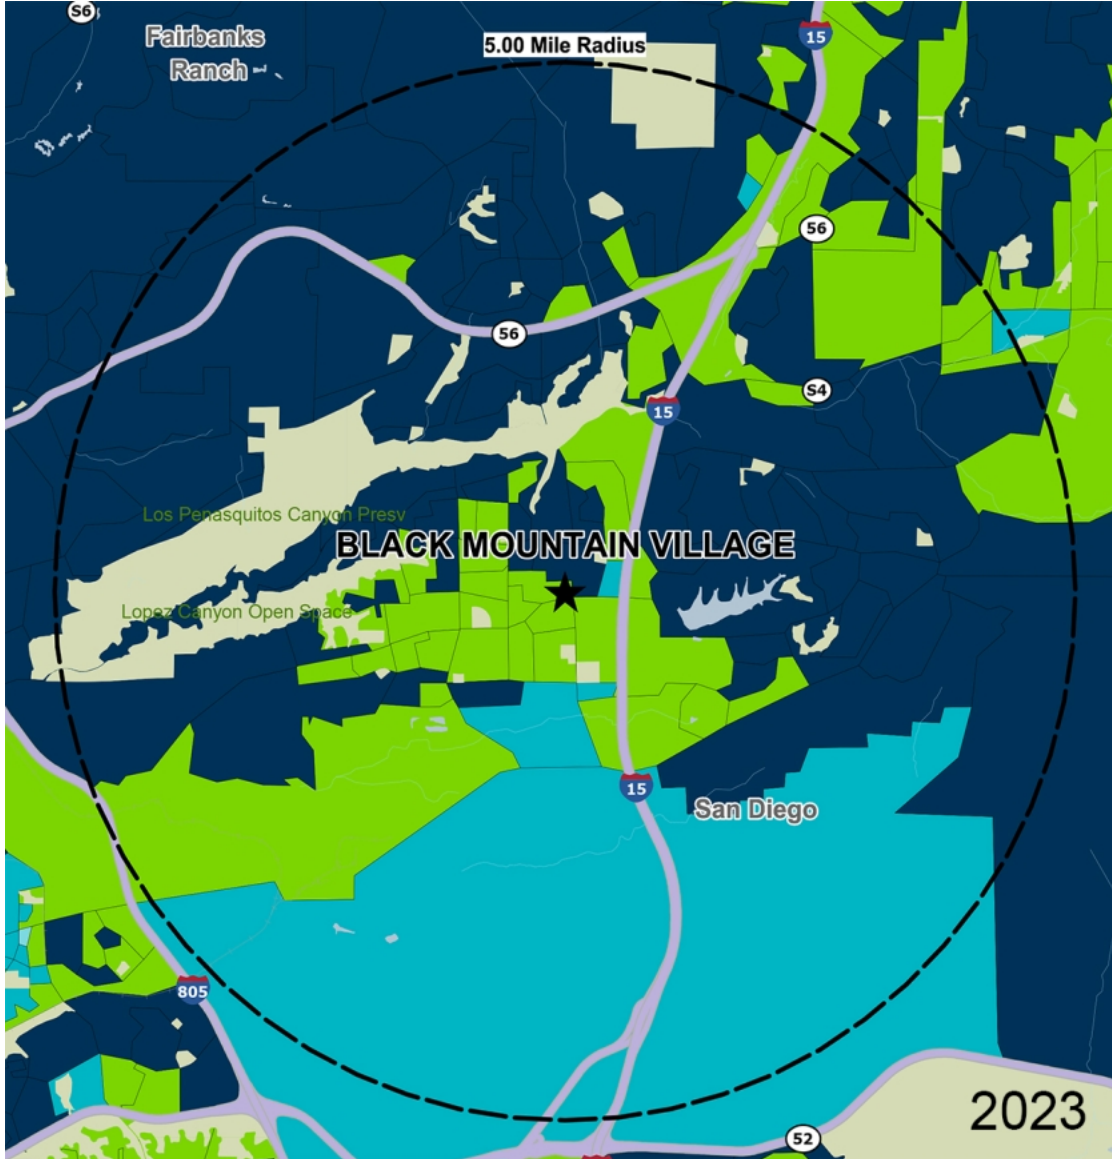 S6
Fairbanks
Ranch
5.00 Mile Radius
15
56
56
S4
15
Los Penasquitos Canyon Presv
BLACK MOUNTAIN VILLAGE
Lopez Canyon Open Space
15
San Diego
805
2023
52